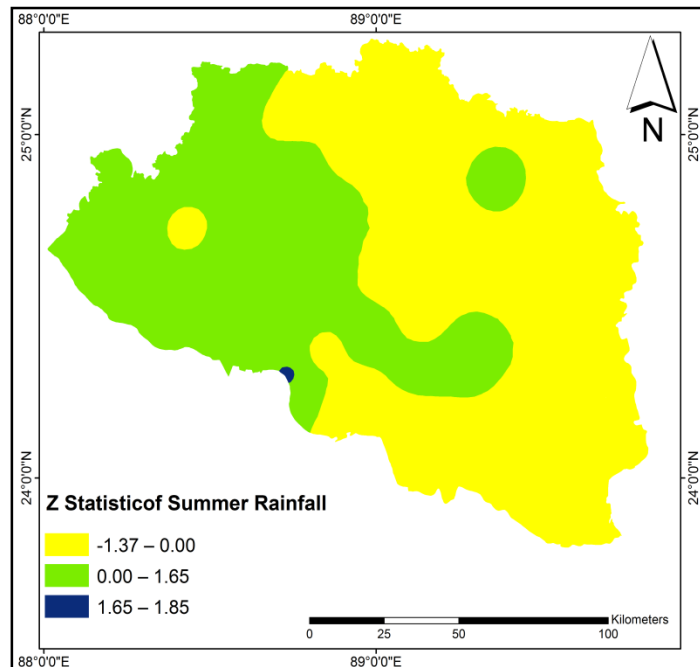 88°0'0"E 89°0'0"E
25°0'0"N
25°0'0"N
N
24°0'0"N
24°0'0"N
Z Statisticof Summer Rainfall
-1.37 – 0.00
0.00 – 1.65
1.65 – 1.85
Kilometers
0 25 50 100
88°0'0"E 89°0'0"E